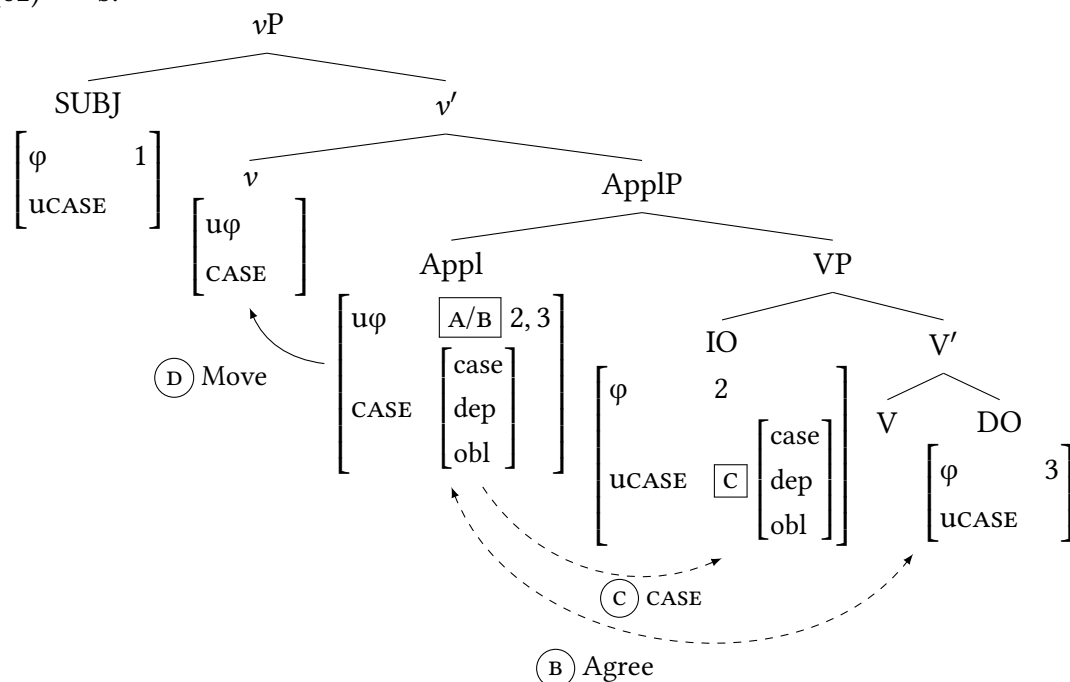 b.
vP
SUBJ
v′
φ 1
uCASE
v
ApplP
uφ
CASE
Appl
VP
uφ A/B 2, 3
CASE
case
dep
obl
IO
V′
φ 2
uCASE C
case
dep
obl
V
DO
φ 3
uCASE
D Move
C CASE
B Agree